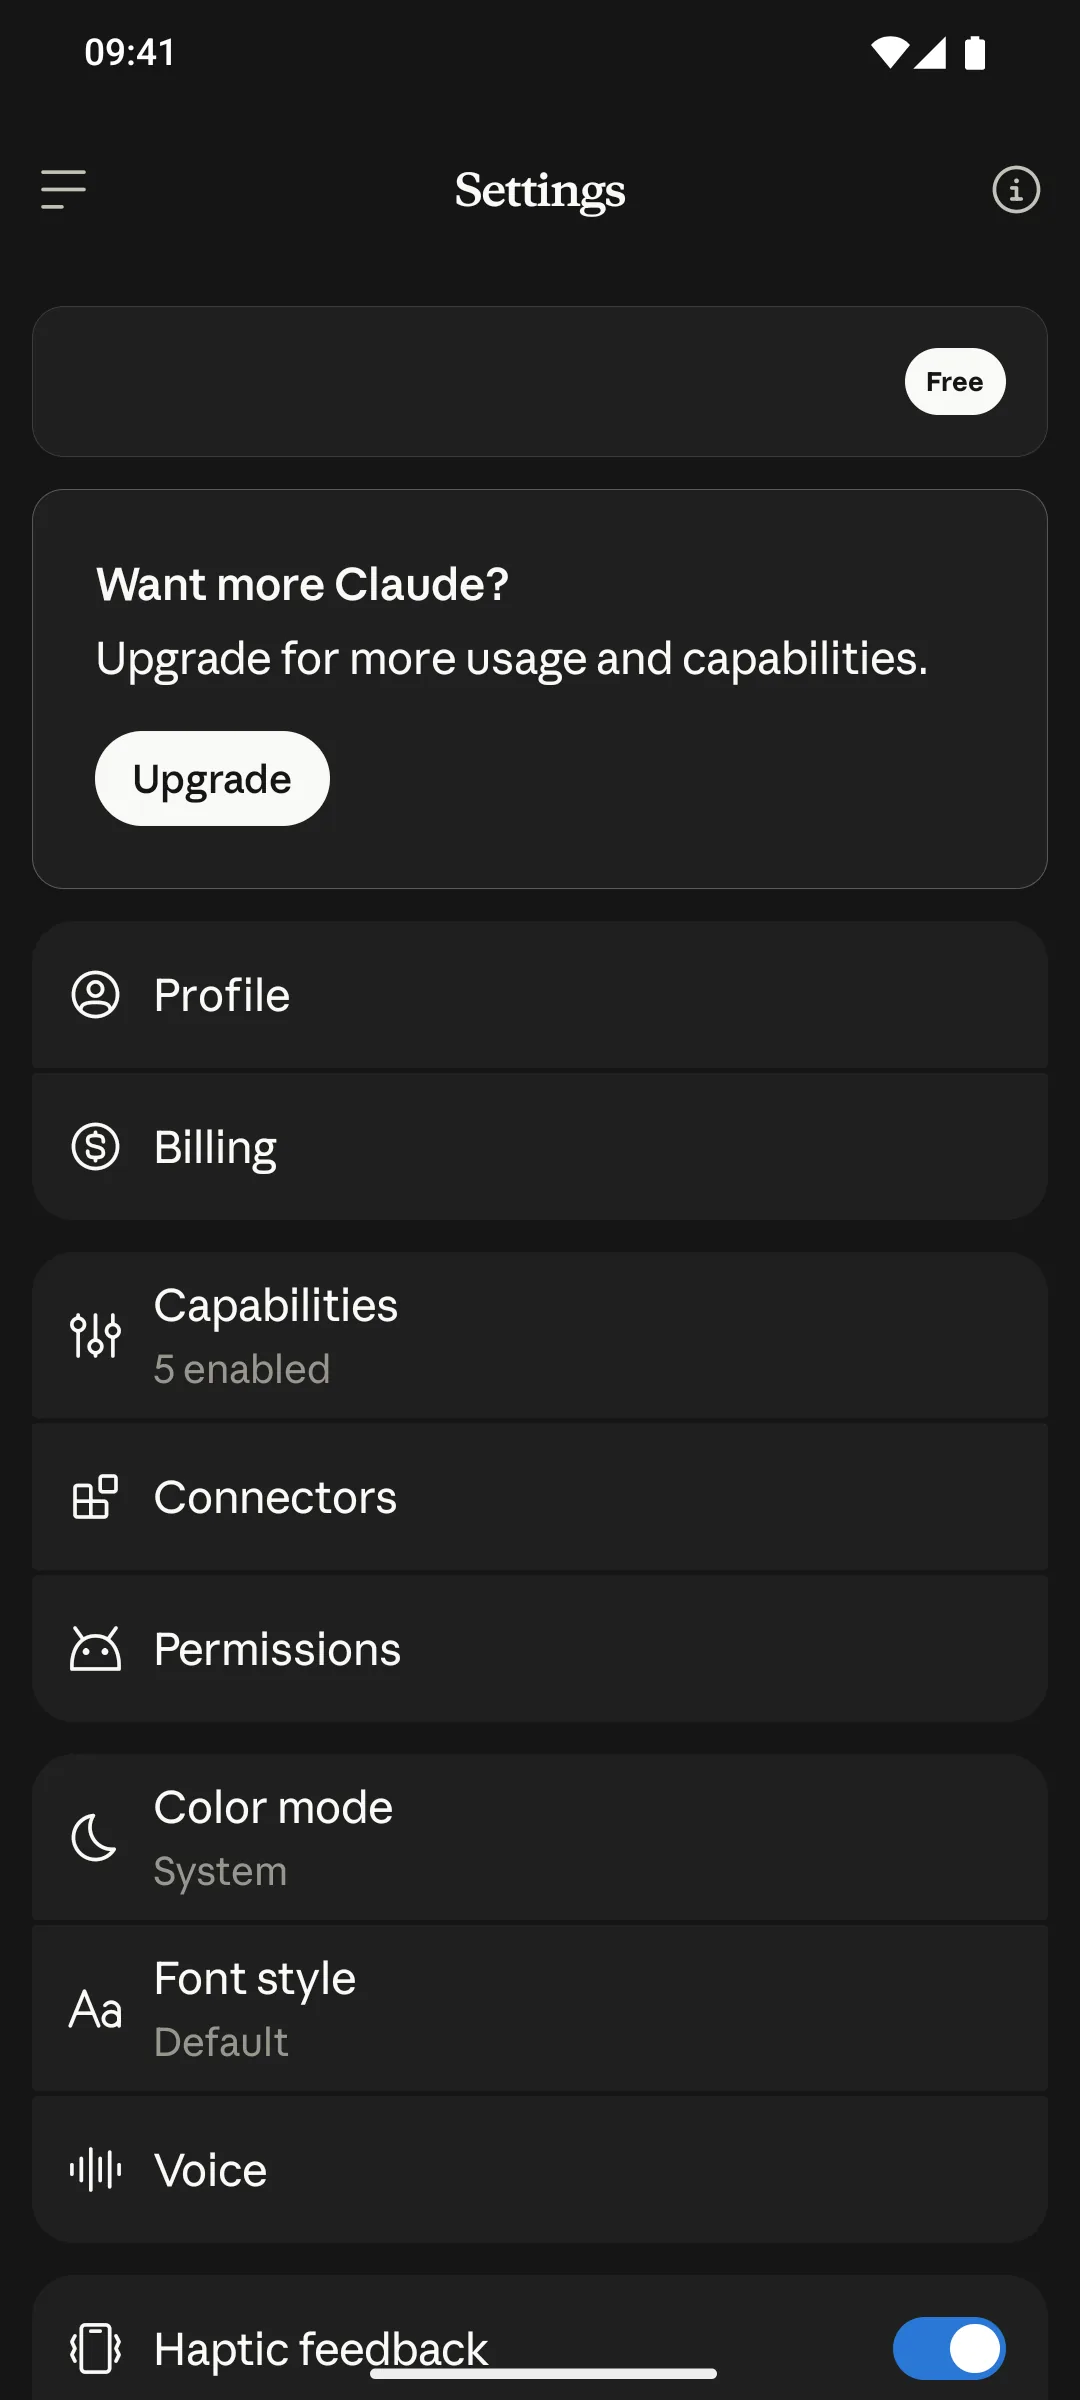 09:41
Settings
Free
Want more Claude?
Upgrade for more usage and capabilities.
Upgrade
Profile
Billing
Capabilities
5 enabled
Connectors
Permissions
Color mode
System
Aa
Font style
Default
Voice
Haptic feedback